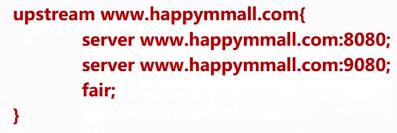 upstream www.happymmall.com{
server www.happymmall.com:8080;
server www.happymmall.com:9080;
fair;
}